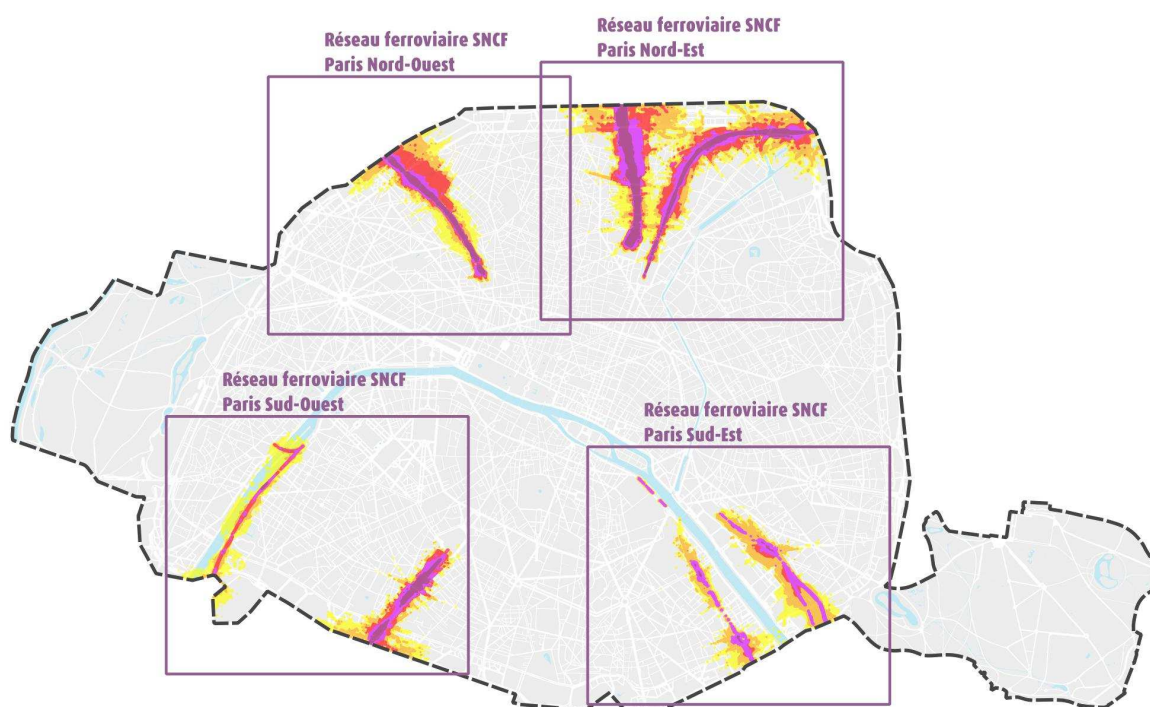 Réseau ferroviaire SNCF
Paris Nord-Ouest
Réseau ferroviaire SNCF
Paris Nord-Est
Réseau ferroviaire SNCF
Paris Sud-Ouest
Réseau ferroviaire SNCF
Paris Sud-Est